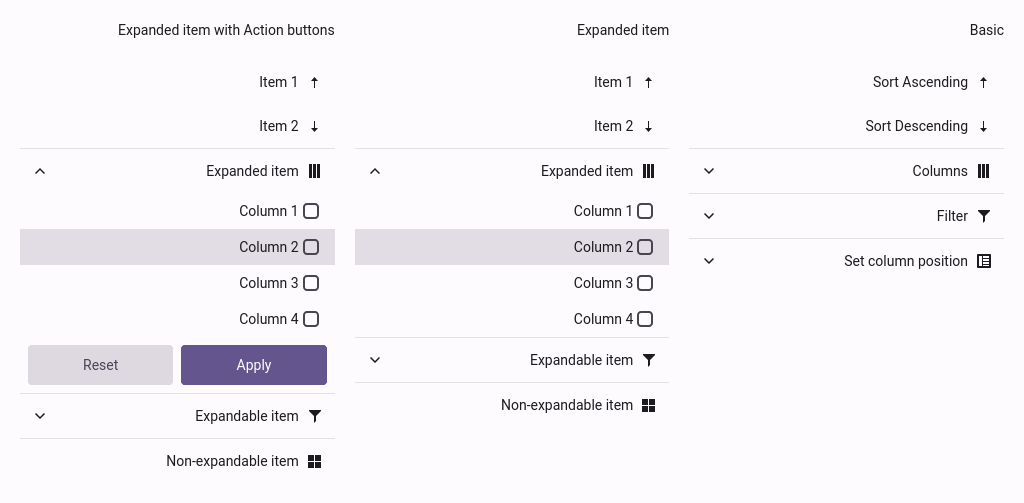 Expanded item with Action buttons
Item 1
Item 2
Expanded item
Column 1
Column 2
Column 3
Column 4
Reset Apply
Expandable item
Non-expandable item
Expanded item
Item 1
Item 2
Expanded item
Column 1
Column 2
Column 3
Column 4
Expandable item
Non-expandable item
Basic
Sort Ascending
Sort Descending
Columns
Filter
Set column position